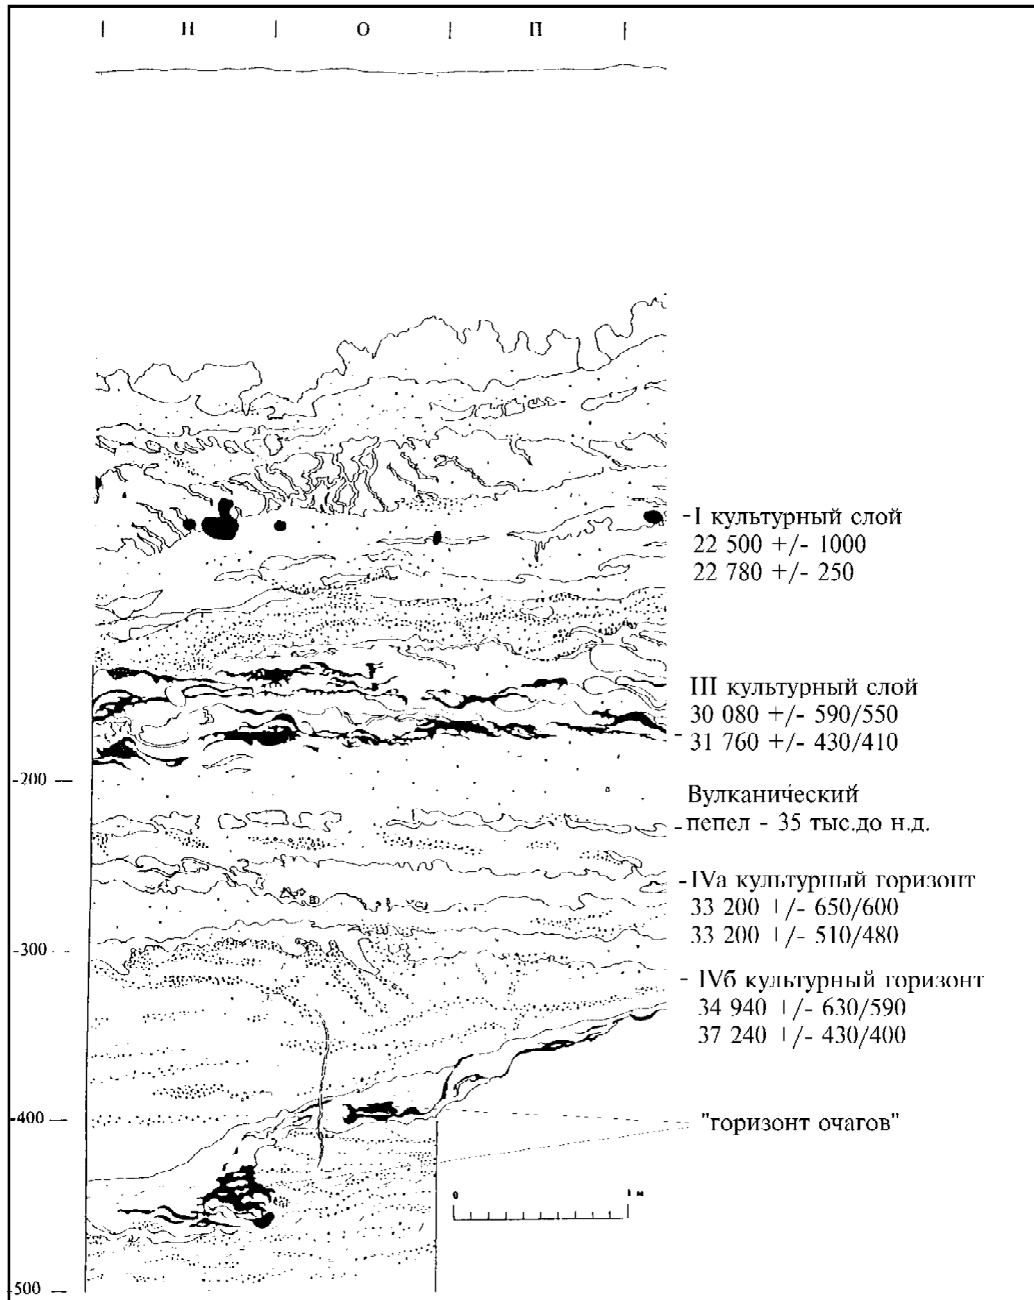 Н О П
- I культурный слой
22 500 +/- 1000
22 780 +/- 250
III культурный слой
30 080 +/- 590/550
31 760 +/- 430/410
-200
Вулканический
пепел - 35 тыс.до н.д.
- IVа культурный горизонт
33 200 +/- 650/600
33 200 +/- 510/480
-300
- IVб культурный горизонт
34 940 +/- 630/590
37 240 +/- 430/400
-400
"горизонт очагов"
0 1 м
-500